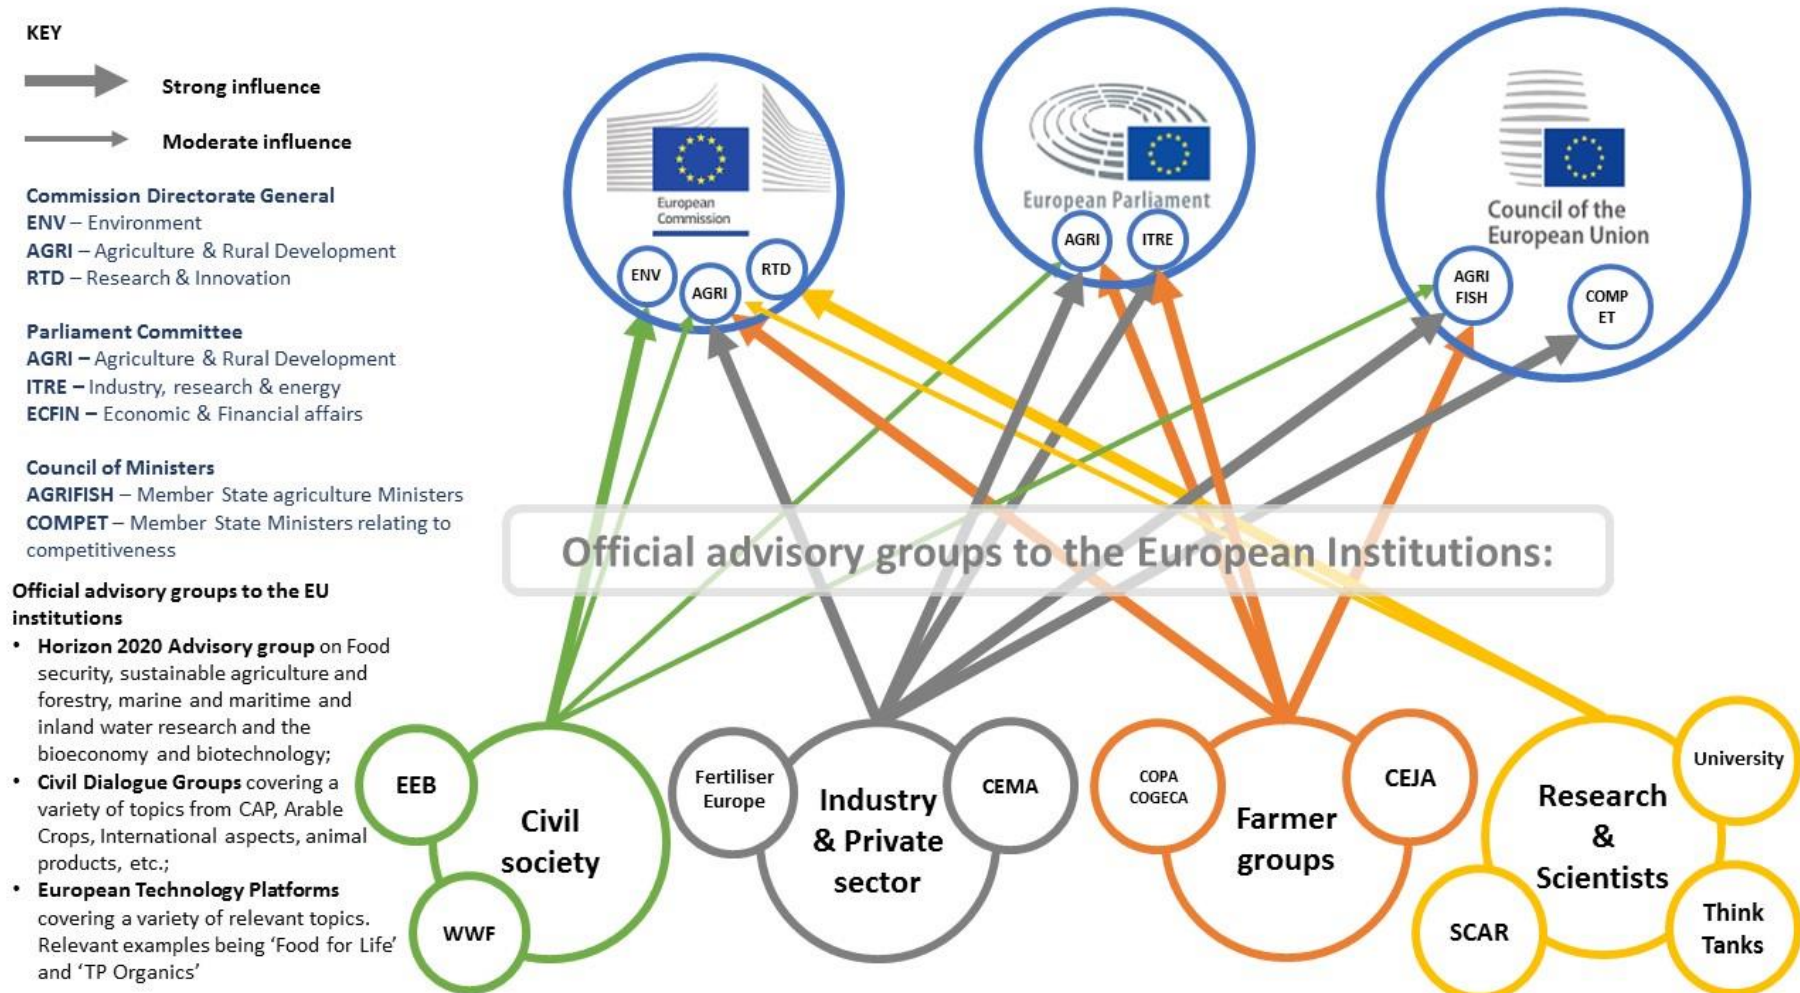 KEY
Strong influence
Moderate influence
Commission Directorate General
ENV – Environment
AGRI – Agriculture & Rural Development
RTD – Research & Innovation
Parliament Committee
AGRI – Agriculture & Rural Development
ITRE – Industry, research & energy
ECFIN – Economic & Financial affairs
Council of Ministers
AGRIFISH – Member State agriculture Ministers
COMPET – Member State Ministers relating to
competitiveness
Official advisory groups to the EU
institutions
• Horizon 2020 Advisory group on Food
security, sustainable agriculture and
forestry, marine and maritime and
inland water research and the
bioeconomy and biotechnology;
• Civil Dialogue Groups covering a
variety of topics from CAP, Arable
Crops, International aspects, animal
products, etc.;
• European Technology Platforms
covering a variety of relevant topics.
Relevant examples being ‘Food for Life’
and ‘TP Organics’
European
Commission
ENV
AGRI
RTD
European Parliament
AGRI
ITRE
Council of the
European Union
AGRI
FISH
COMP
ET
Official advisory groups to the European Institutions:
EEB
Civil
society
WWF
Fertiliser
Europe
Industry
& Private
sector
CEMA
COPA
COGECA
Farmer
groups
CEJA
Research
&
Scientists
University
SCAR
Think
Tanks